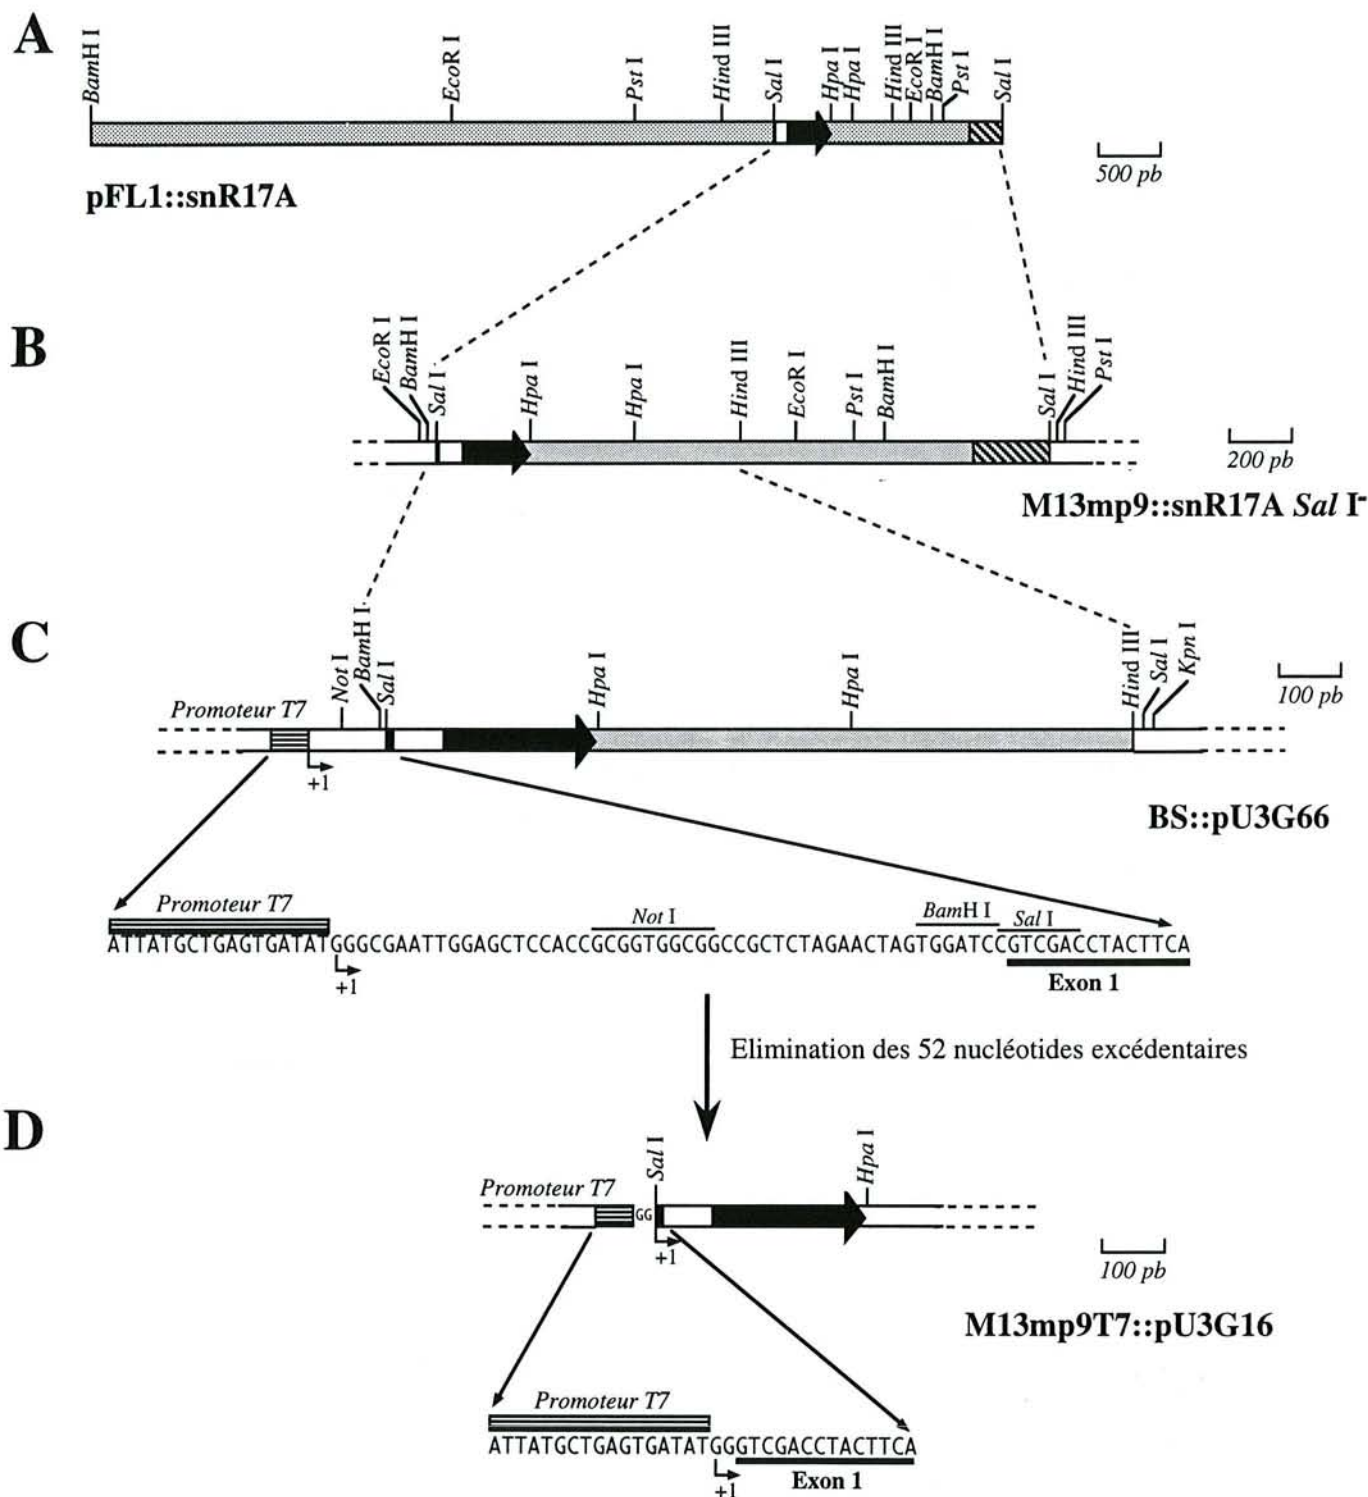 A
BamH I
EcoR I
Pst I
Hind III
Sal I
Hpa I
Hpa I
Hind III
EcoR I
BamH I
Pst I
Sal I
500 pb
pFL1::snR17A
B
EcoR I
BamH I
Sal I
Hpa I
Hpa I
Hind III
EcoR I
Pst I
BamH I
Sal I
Hind III
Pst I
200 pb
M13mp9::snR17A Sal I-
C
Promoteur T7
Not I
BamH I
Sal I
Hpa I
Hpa I
Hind III
Sal I
Kpn I
100 pb
+1
BS::pU3G66
Promoteur T7
Not I
BamH I
Sal I
ATTATGCTGAGTGATATGGGCGAATTGGAGCTCCACCGCGGTGGCGGCCGCTCTAGAACTAGTGGATCCGTCGACCTACTTCA
+1
Exon 1
Elimination des 52 nucléotides excédentaires
D
Promoteur T7
GG
Sal I
Hpa I
+1
100 pb
M13mp9T7::pU3G16
Promoteur T7
ATTATGCTGAGTGATATGGGTCGACCTACTTCA
+1
Exon 1